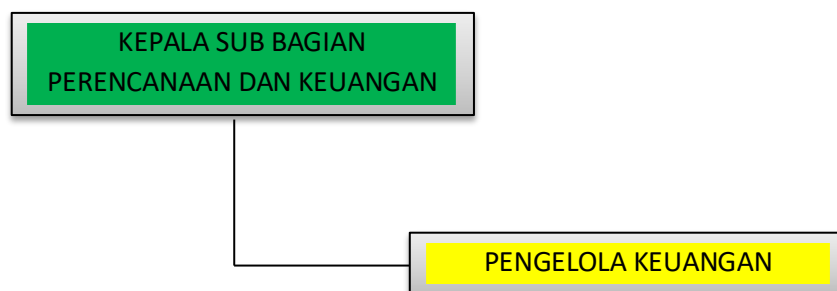 KEPALA SUB BAGIAN
PERENCANAAN DAN KEUANGAN
PENGELOLA KEUANGAN